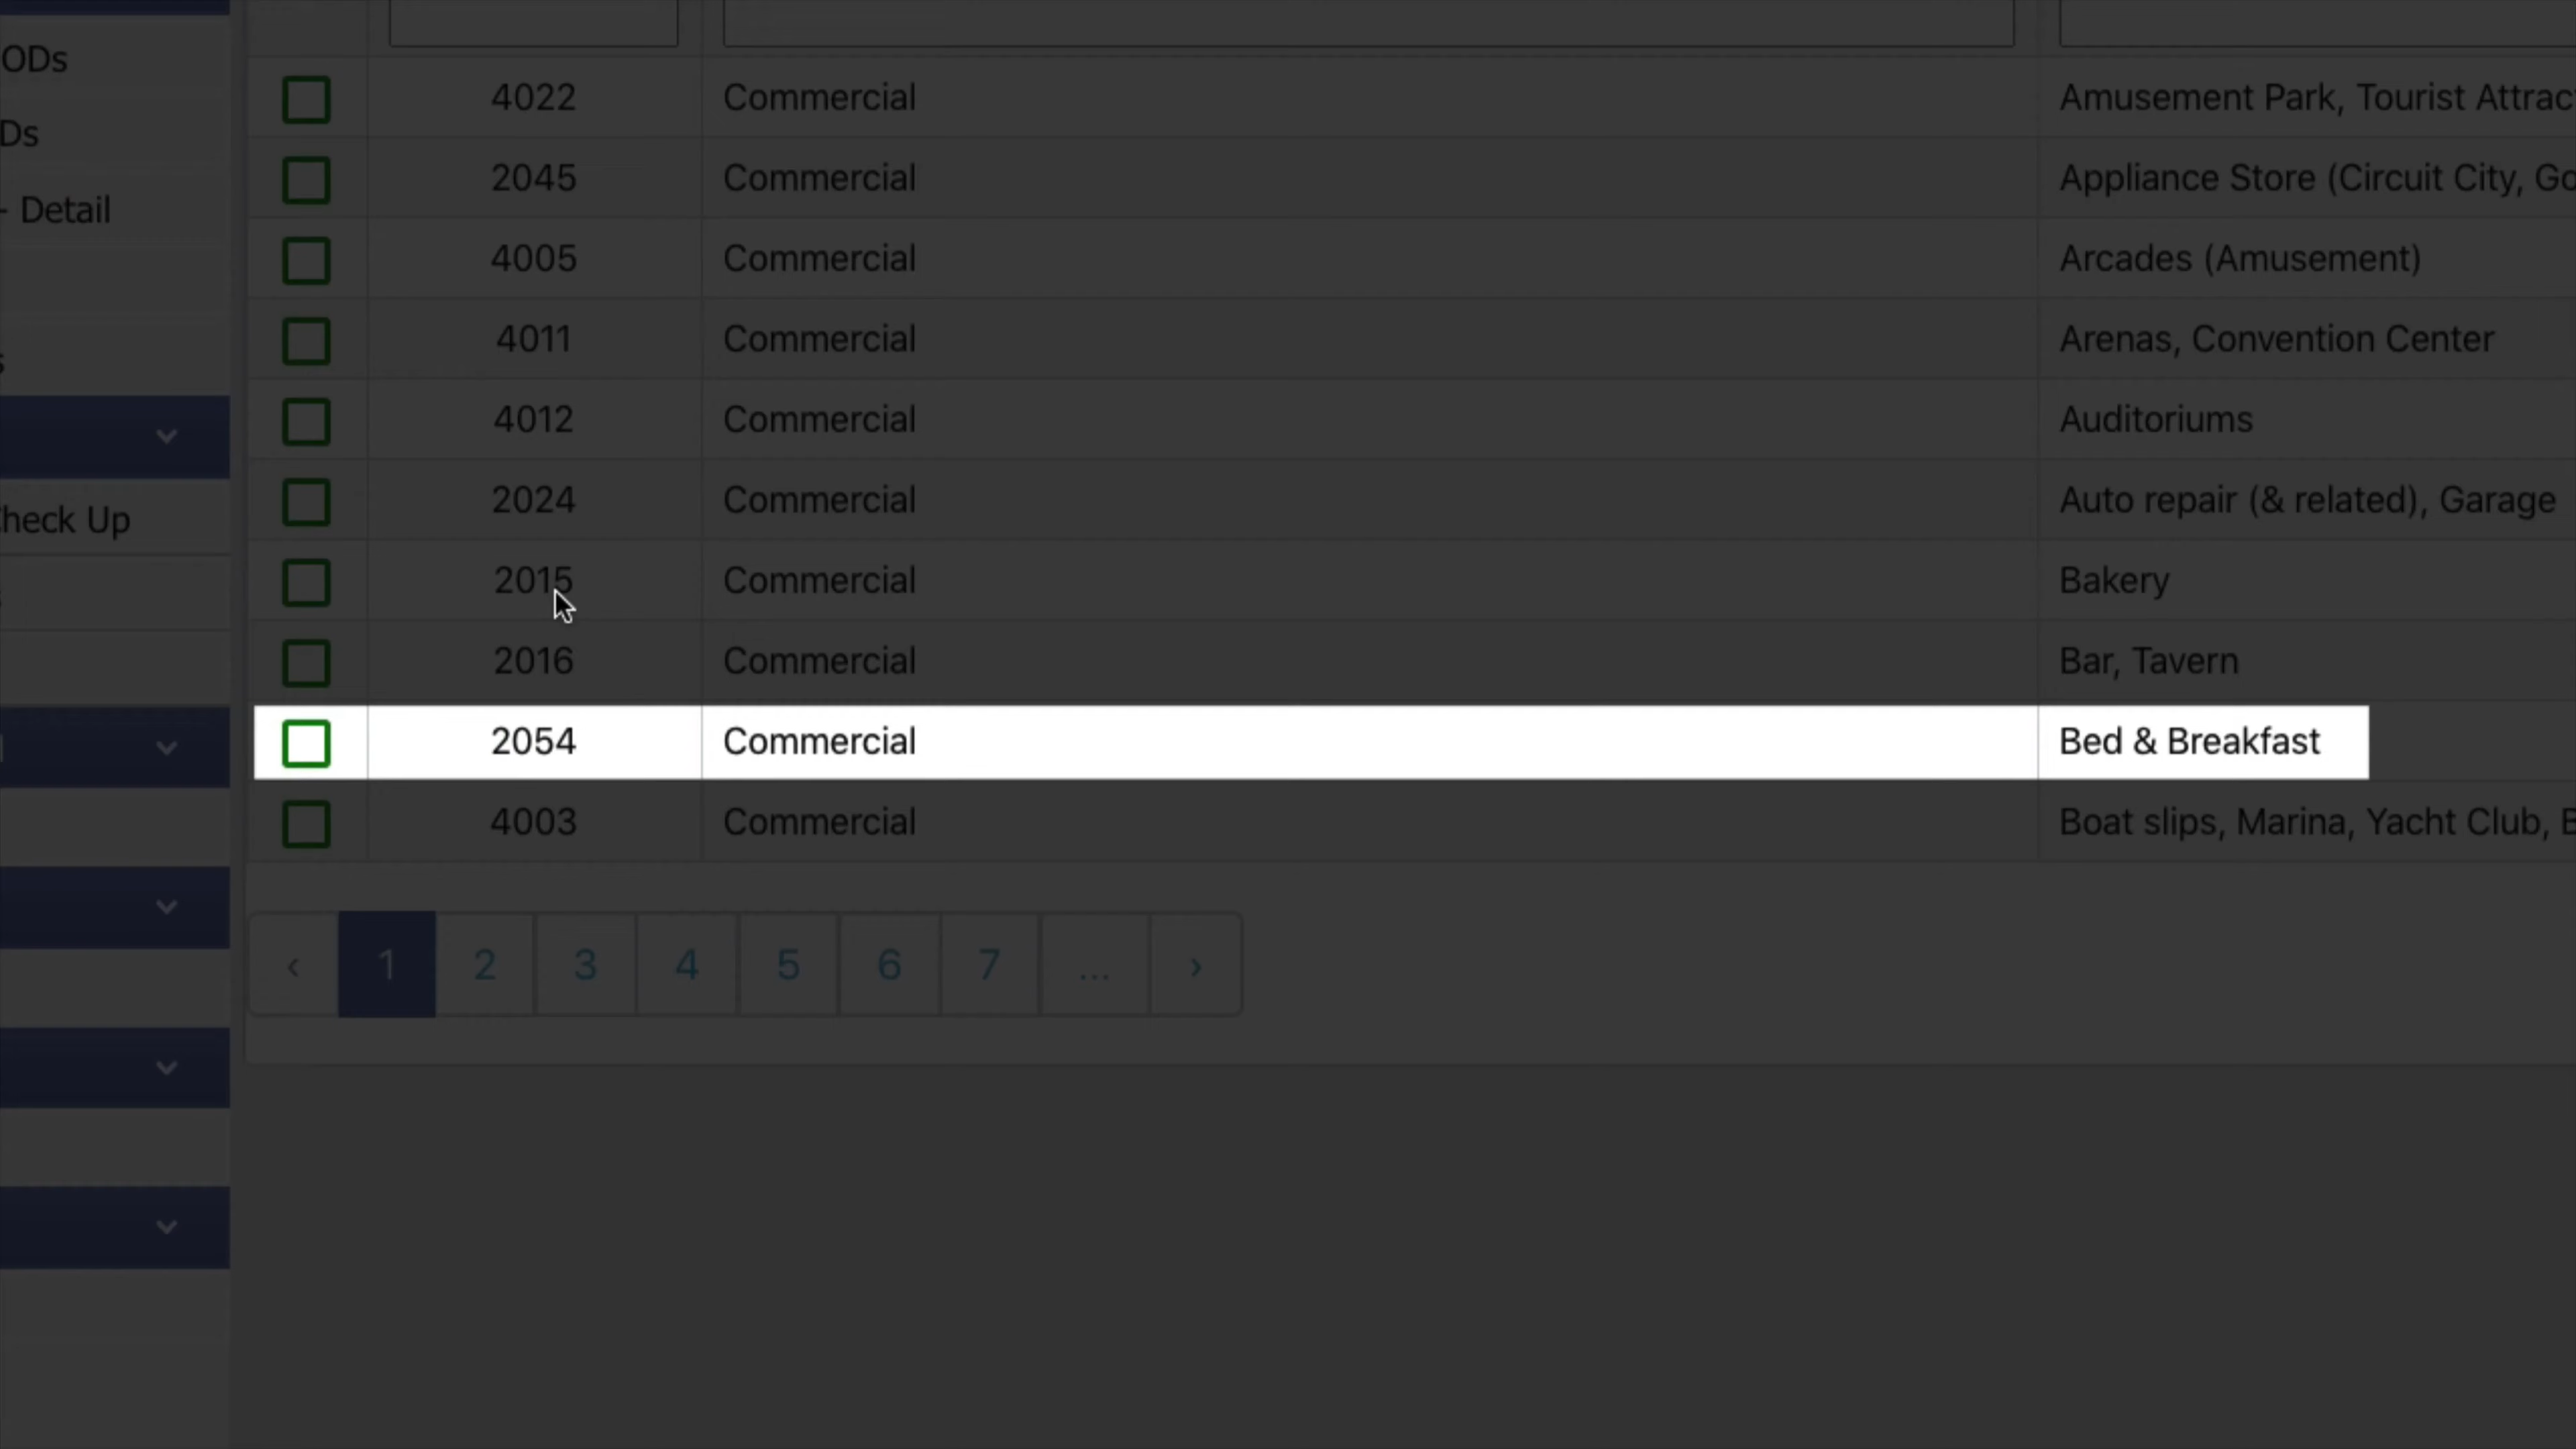 ODs
Ds
- Detail
heck Up
4022 Commercial Amusement Park, Tourist Attrac
2045 Commercial Appliance Store (Circuit City, Go
4005 Commercial Arcades (Amusement)
4011 Commercial Arenas, Convention Center
4012 Commercial Auditoriums
2024 Commercial Auto repair (& related), Garage
2015 Commercial Bakery
2016 Commercial Bar, Tavern
2054 Commercial Bed & Breakfast
4003 Commercial Boat slips, Marina, Yacht Club, B
‹ 1 2 3 4 5 6 7 ... ›